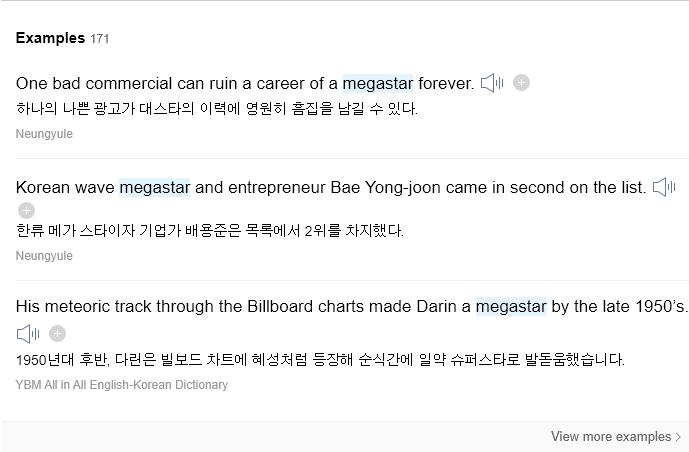 Examples 171
One bad commercial can ruin a career of a megastar forever.
하나의 나쁜 광고가 대스타의 이력에 영원히 흠집을 남길 수 있다.
Neungyule
Korean wave megastar and entrepreneur Bae Yong-joon came in second on the list.
한류 메가 스타이자 기업가 배용준은 목록에서 2위를 차지했다.
Neungyule
His meteoric track through the Billboard charts made Darin a megastar by the late 1950’s.
1950년대 후반, 다린은 빌보드 차트에 혜성처럼 등장해 순식간에 일약 슈퍼스타로 발돋움했습니다.
YBM All in All English-Korean Dictionary
View more examples >